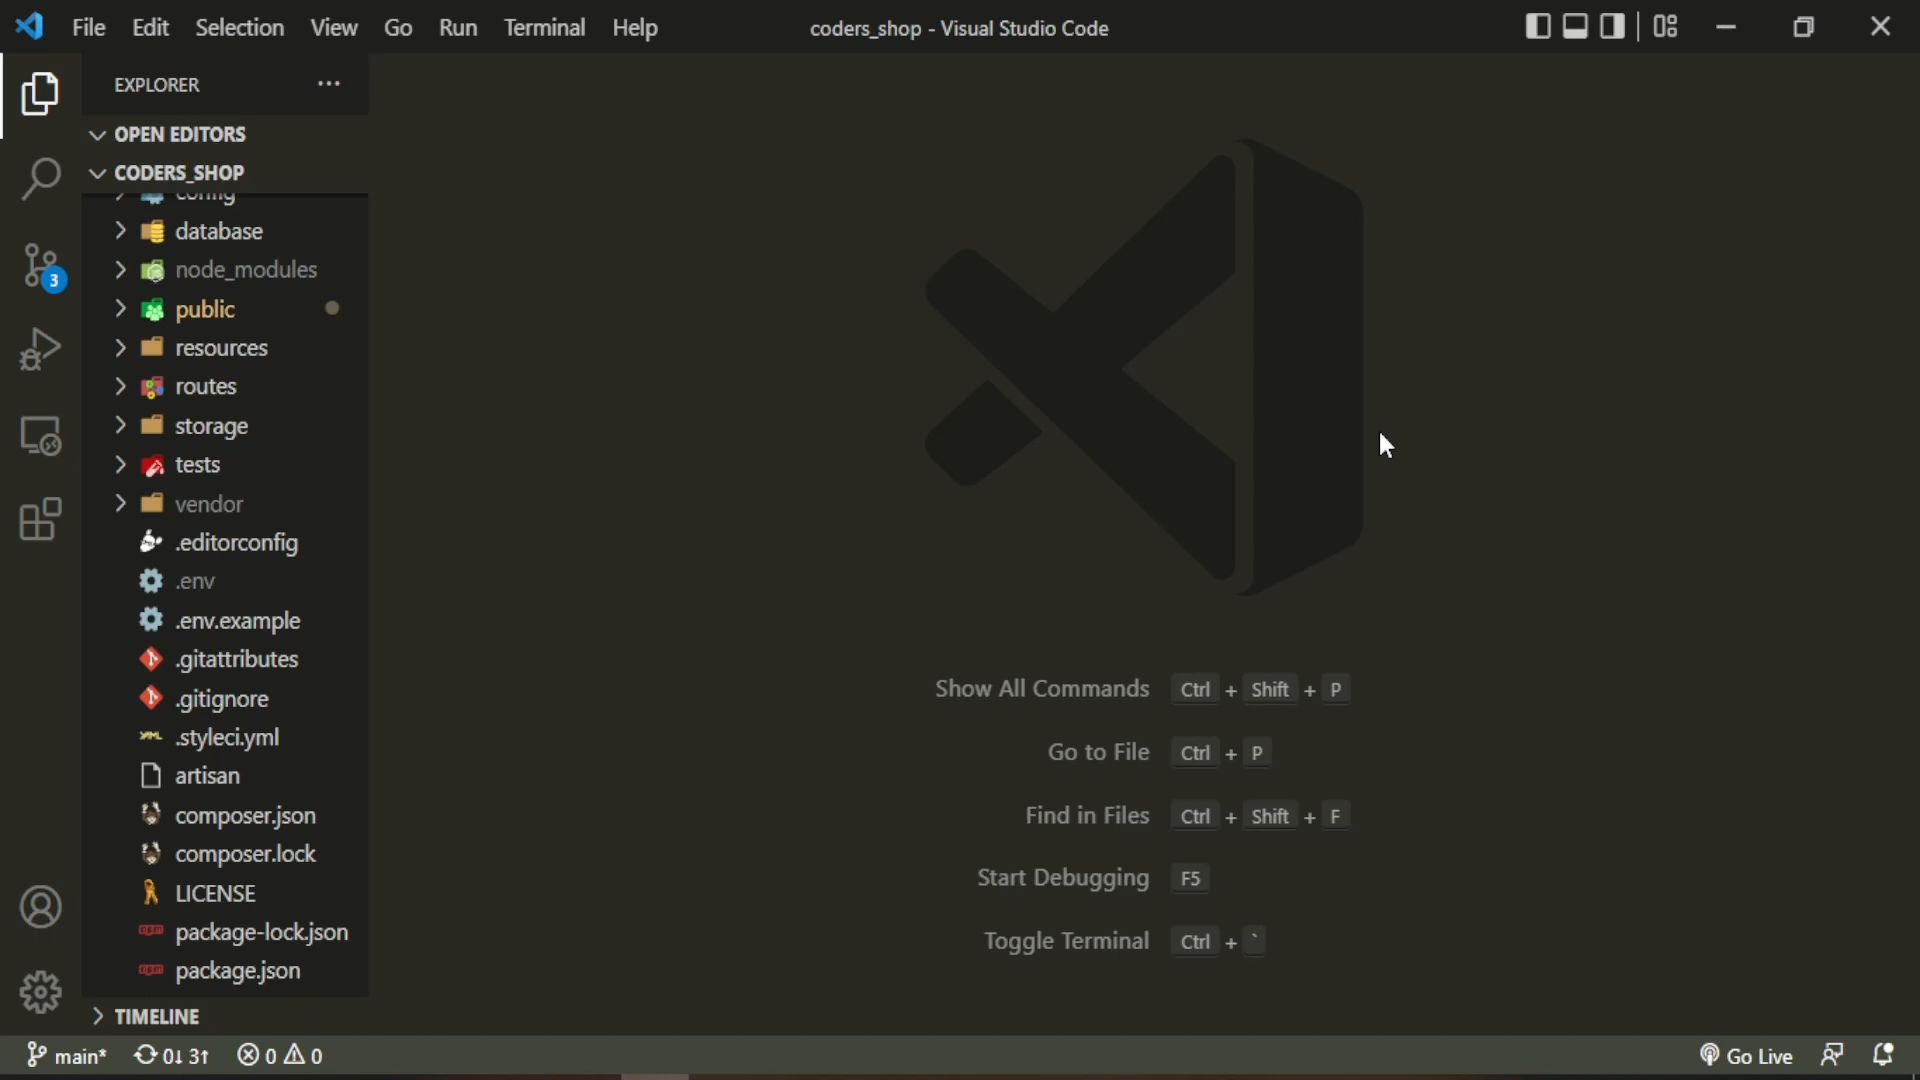 File Edit Selection View Go Run Terminal Help
coders_shop - Visual Studio Code
EXPLORER
OPEN EDITORS
CODERS_SHOP
config
database
node_modules
public
resources
routes
storage
tests
vendor
.editorconfig
.env
.env.example
.gitattributes
.gitignore
.styleci.yml
artisan
composer.json
composer.lock
LICENSE
package-lock.json
package.json
TIMELINE
3
Show All Commands Ctrl + Shift + P
Go to File Ctrl + P
Find in Files Ctrl + Shift + F
Start Debugging F5
Toggle Terminal Ctrl + `
main* 0↓ 3↑ 0 0
Go Live